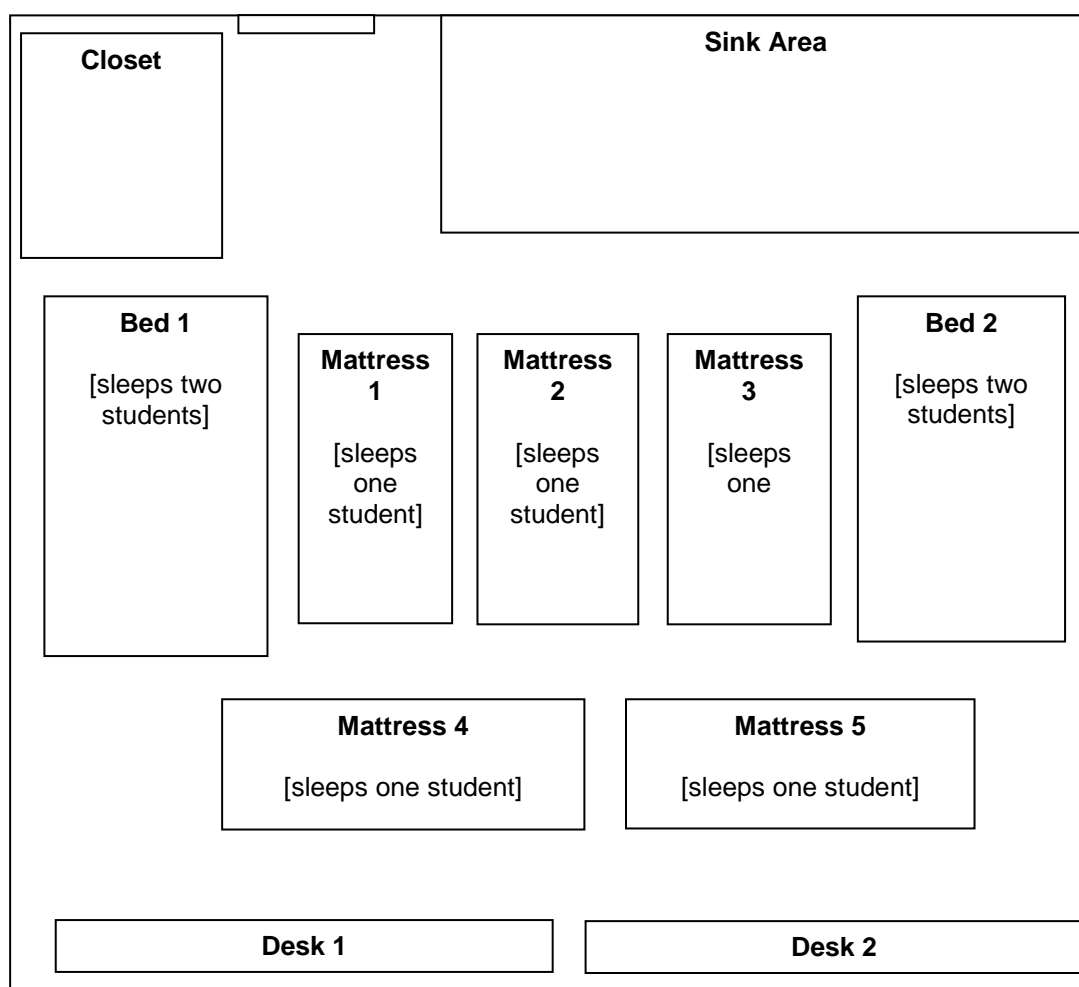 Closet
Sink Area
Bed 1
[sleeps two
students]
Mattress
1
[sleeps
one
student]
Mattress
2
[sleeps
one
student]
Mattress
3
[sleeps
one
Bed 2
[sleeps two
students]
Mattress 4
[sleeps one student]
Mattress 5
[sleeps one student]
Desk 1
Desk 2